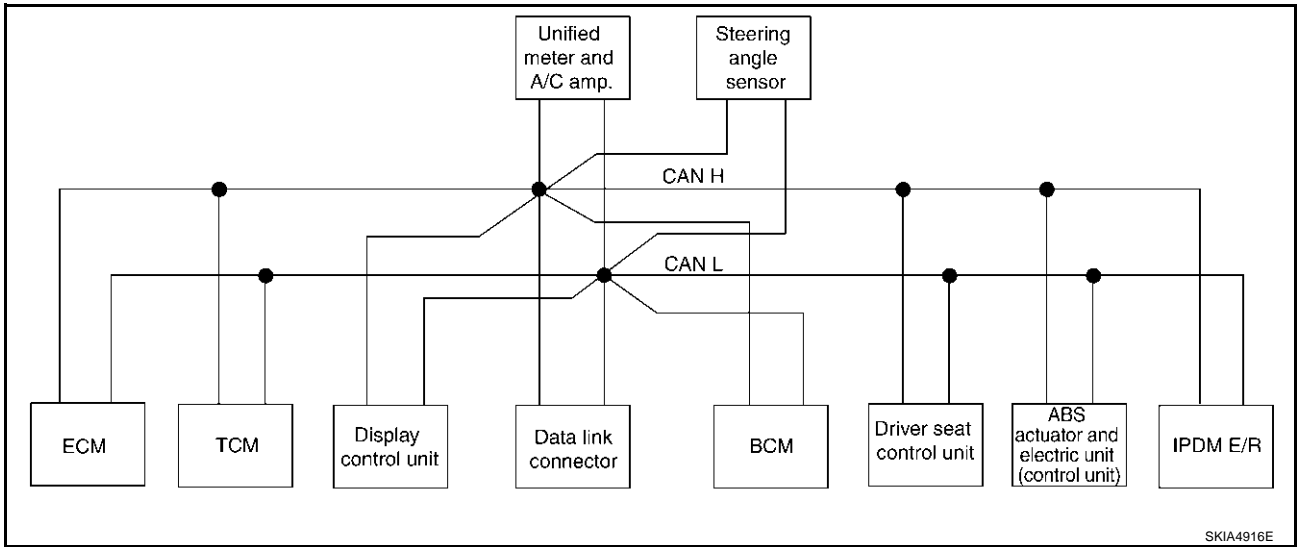 Unified
meter and
A/C amp.
Steering
angle
sensor
CAN H
CAN L
ECM
TCM
Display
control unit
Data link
connector
BCM
Driver seat
control unit
ABS
actuator and
electric unit
(control unit)
IPDM E/R
SKIA4916E